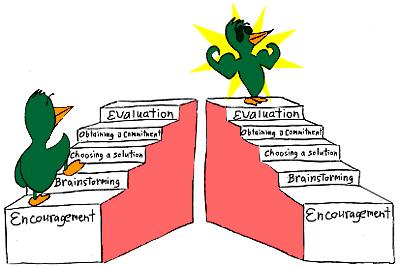 Evaluation
Obtaining a Commitment
Choosing a solution
Brainstorming
Encouragement
Evaluation
Obtaining a Commitment
Choosing a solution
Brainstorming
Encouragement